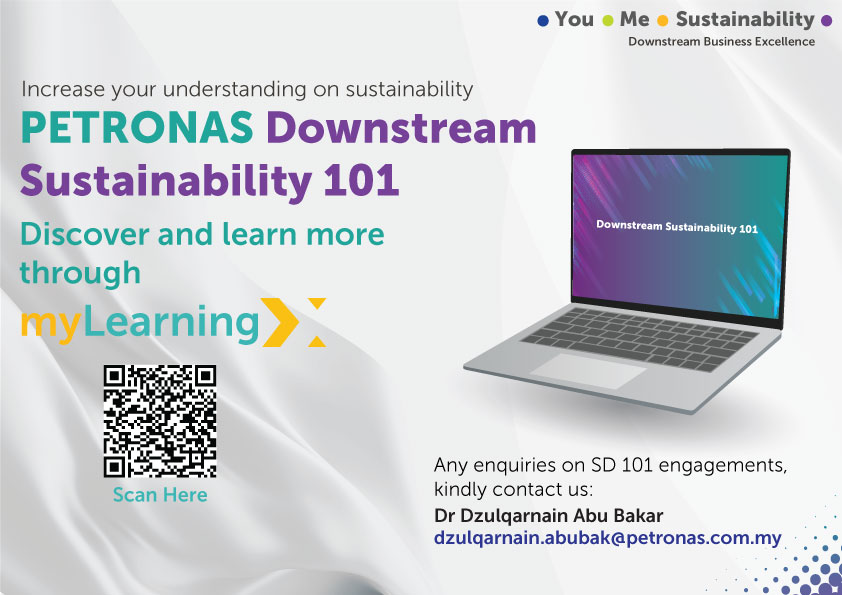 You Me Sustainability
Downstream Business Excellence
Increase your understanding on sustainability
PETRONAS Downstream
Sustainability 101
Discover and learn more
through
myLearningX
Downstream Sustainability 101
Scan Here
Any enquiries on SD 101 engagements,
kindly contact us:
Dr Dzulqarnain Abu Bakar
dzulqarnain.abubak@petronas.com.my